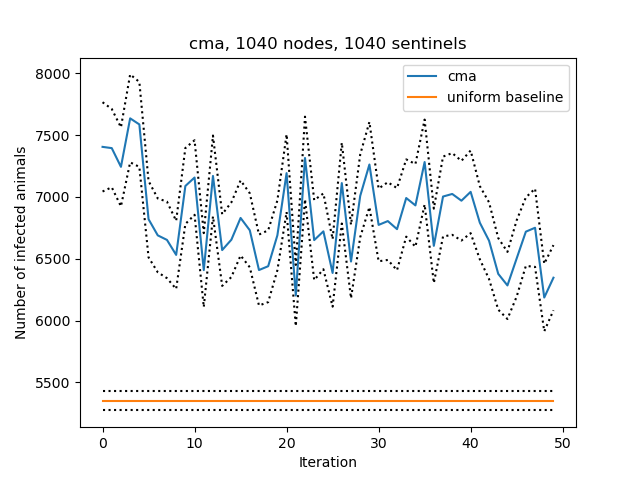 cma, 1040 nodes, 1040 sentinels
cma
uniform baseline
Number of infected animals
8000
7500
7000
6500
6000
5500
0
10
20
30
40
50
Iteration